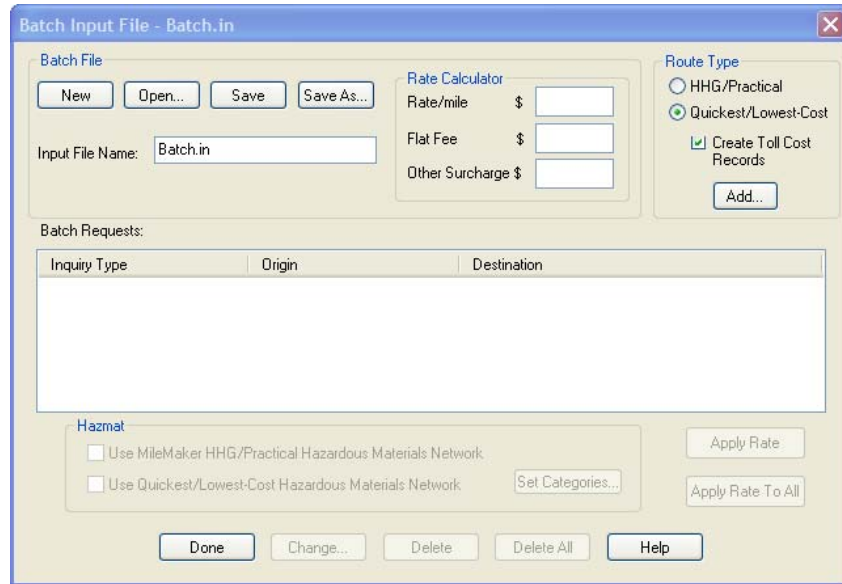 Batch Input File - Batch.in
Batch File
New Open... Save Save As...
Input File Name: Batch.in
Rate Calculator
Rate/mile $
Flat Fee $
Other Surcharge $
Route Type
HHG/Practical
Quickest/Lowest-Cost
Create Toll Cost
Records
Add...
Batch Requests:
Inquiry Type Origin Destination
Hazmat
Use MileMaker HHG/Practical Hazardous Materials Network
Use Quickest/Lowest-Cost Hazardous Materials Network Set Categories...
Apply Rate
Apply Rate To All
Done Change... Delete Delete All Help